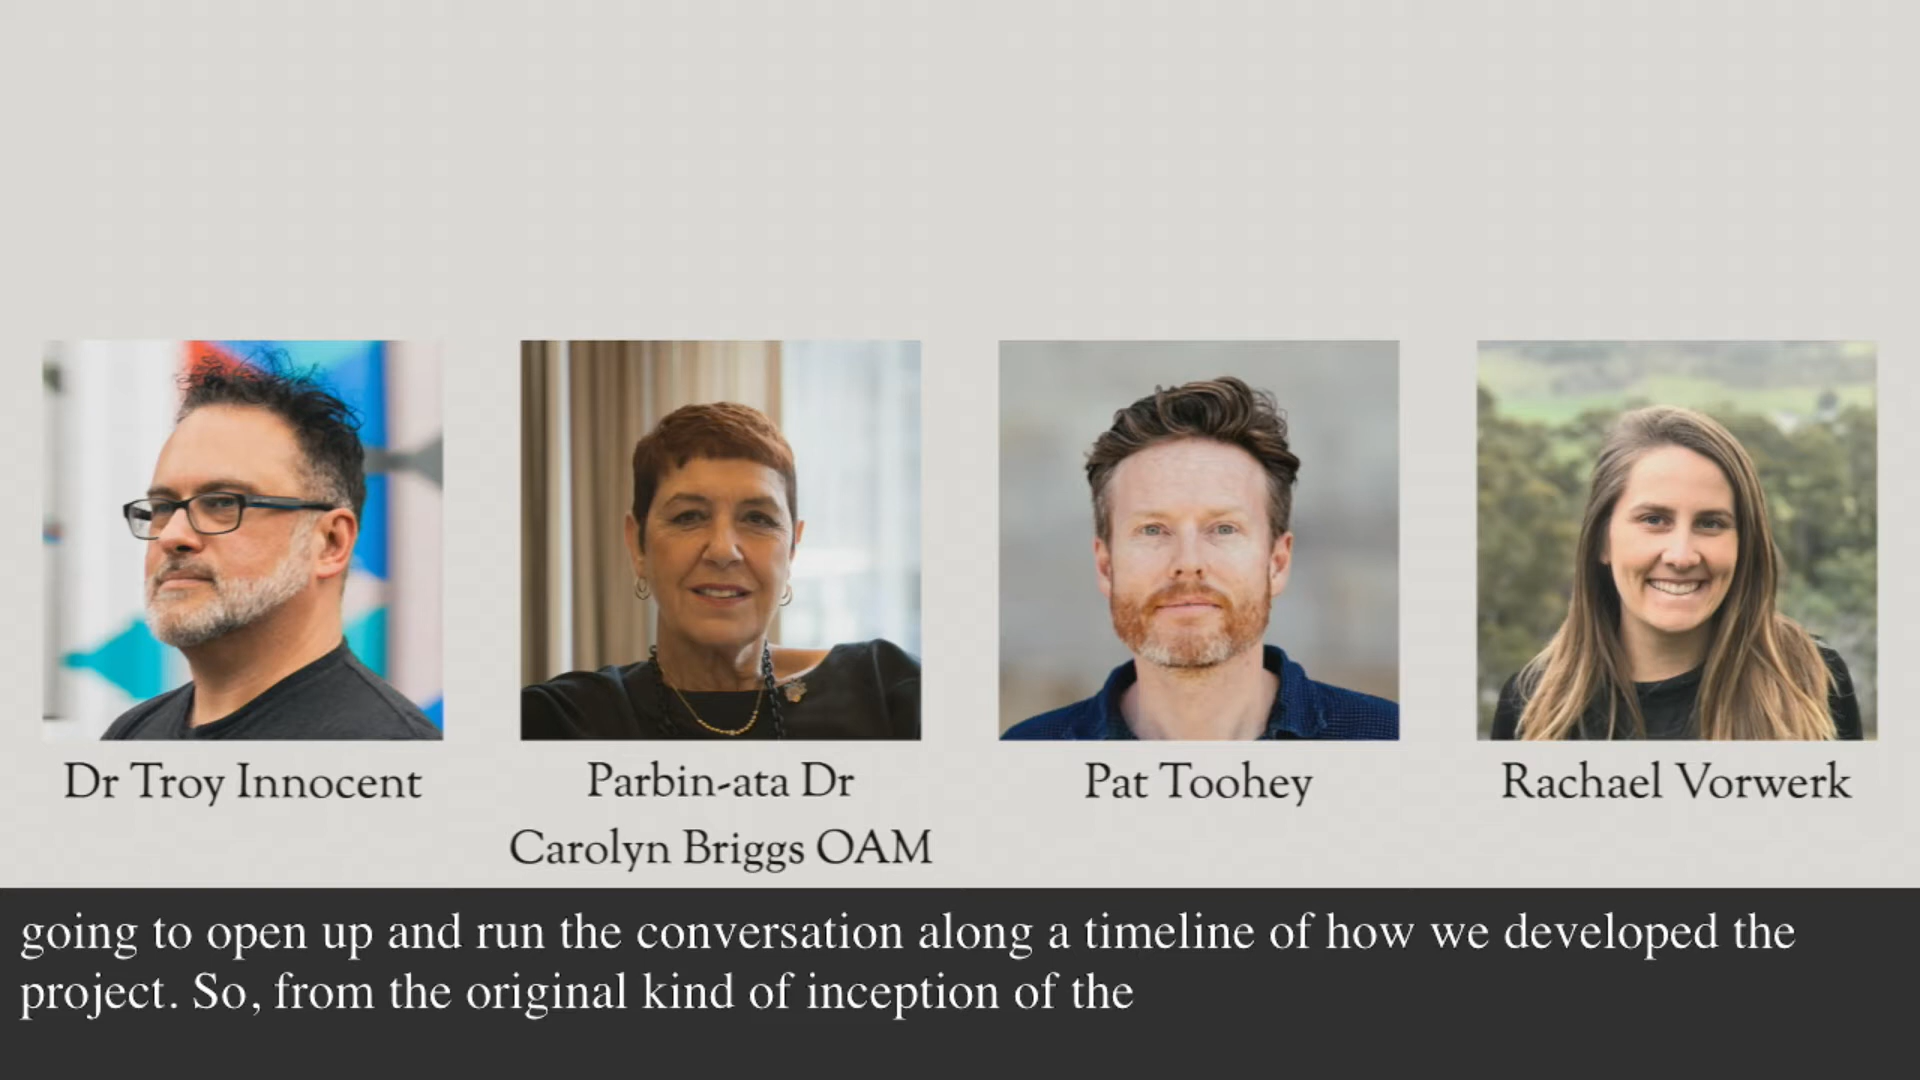 Dr Troy Innocent
Parbin-ata Dr
Carolyn Briggs OAM
Pat Toohey
Rachael Vorwerk
going to open up and run the conversation along a timeline of how we developed the
project. So, from the original kind of inception of the